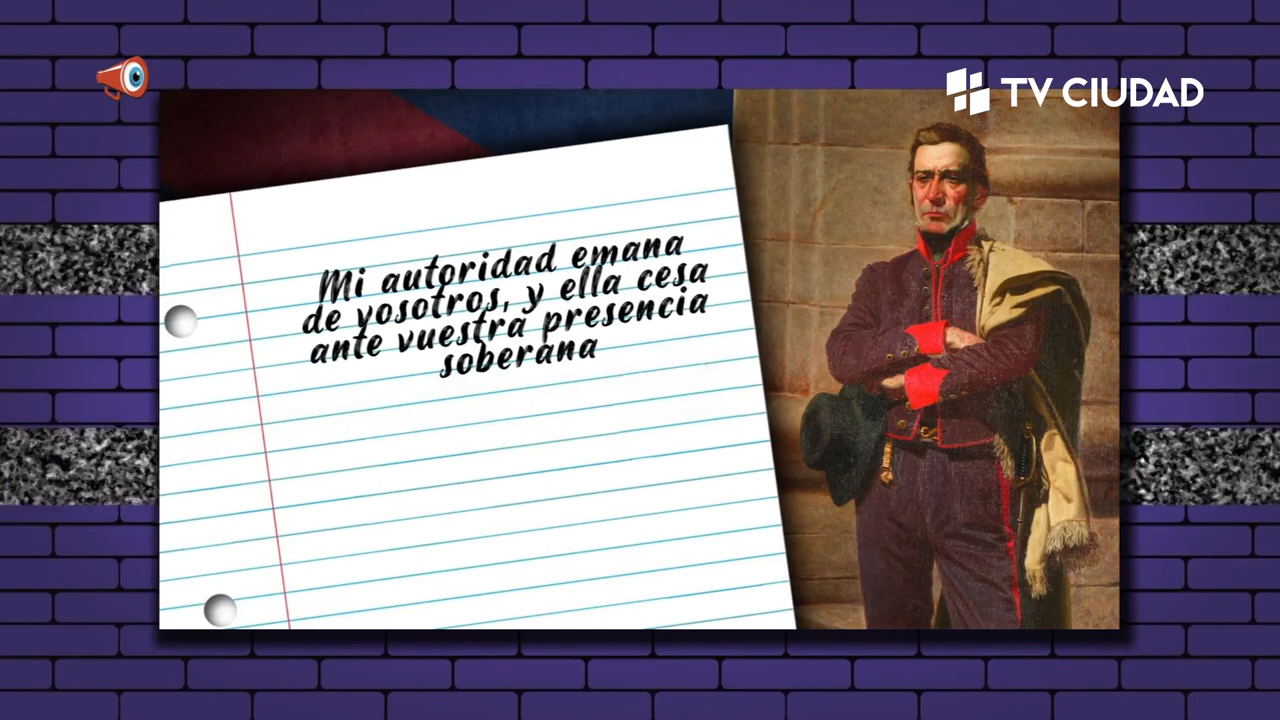 TV CIUDAD
Mi autoridad emana
de vosotros, y ella cesa
ante vuestra presencia
soberana